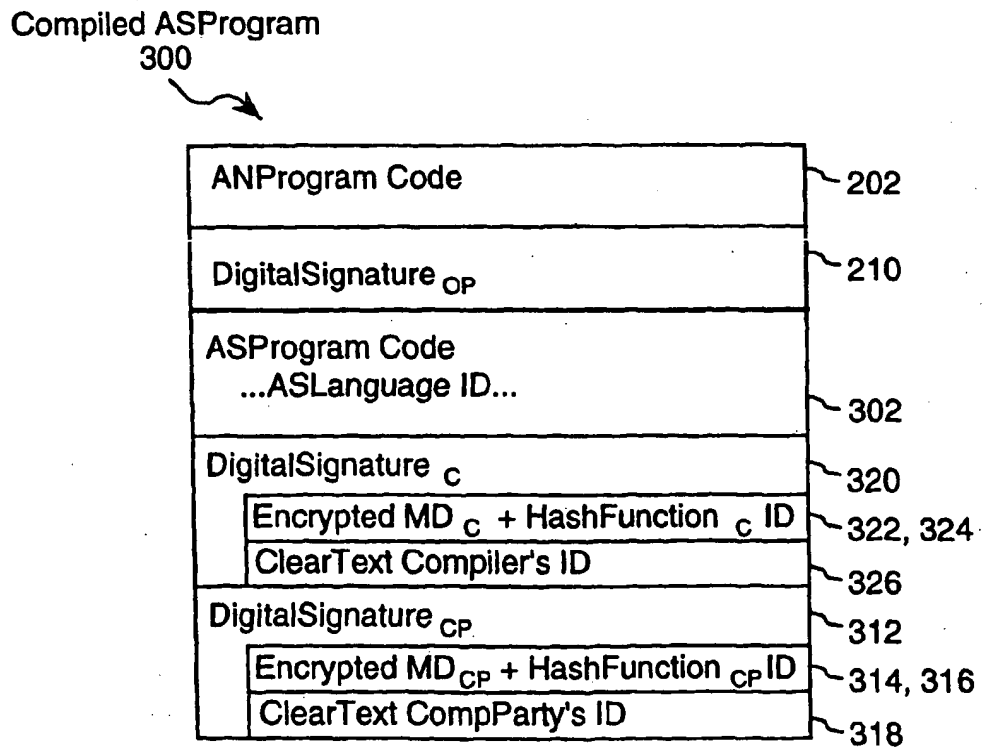 Compiled ASProgram
300
ANProgram Code
202
DigitalSignature OP
210
ASProgram Code
...ASLanguage ID...
302
DigitalSignature C
320
Encrypted MD C + HashFunction C ID
322, 324
ClearText Compiler's ID
326
DigitalSignature CP
312
Encrypted MD CP + HashFunction CP ID
314, 316
ClearText CompParty's ID
318